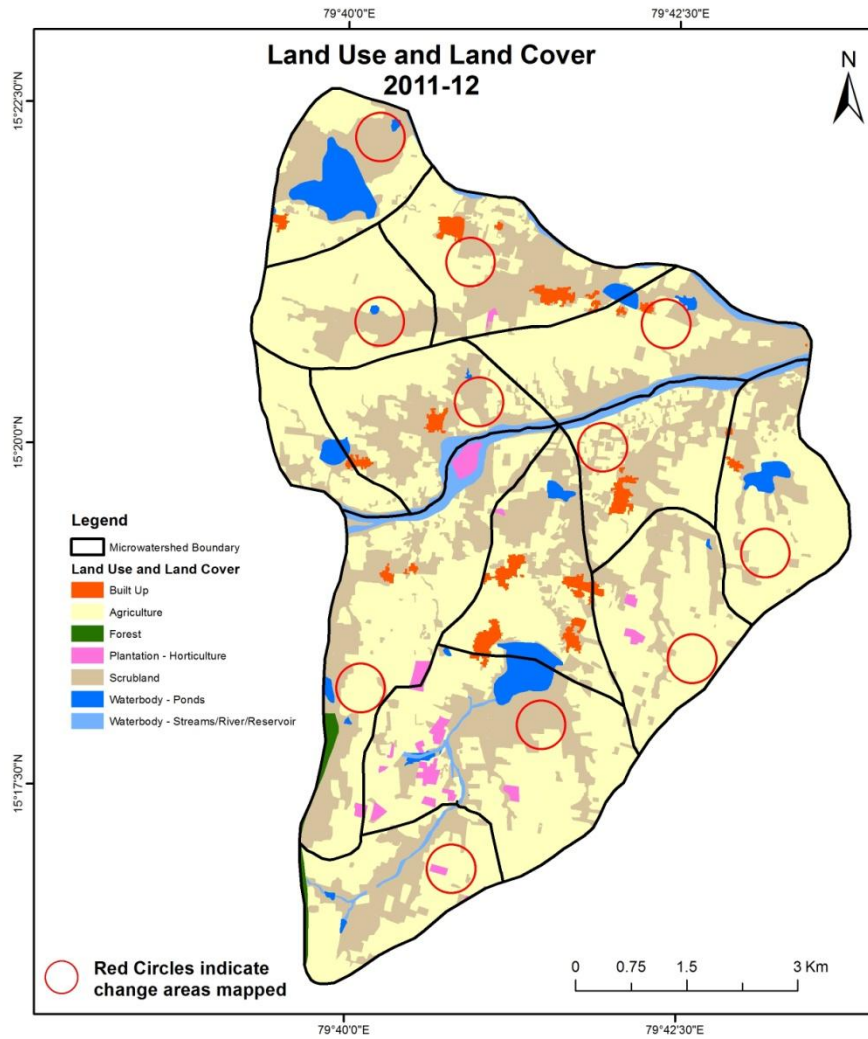 79°40'0"E
79°42'30"E
Land Use and Land Cover
2011-12
N
15°22'30"N
15°20'0"N
15°17'30"N
Legend
Microwatershed Boundary
Land Use and Land Cover
Built Up
Agriculture
Forest
Plantation - Horticulture
Scrubland
Waterbody - Ponds
Waterbody - Streams/River/Reservoir
Red Circles indicate
change areas mapped
0 0.75 1.5 3 Km
79°40'0"E
79°42'30"E